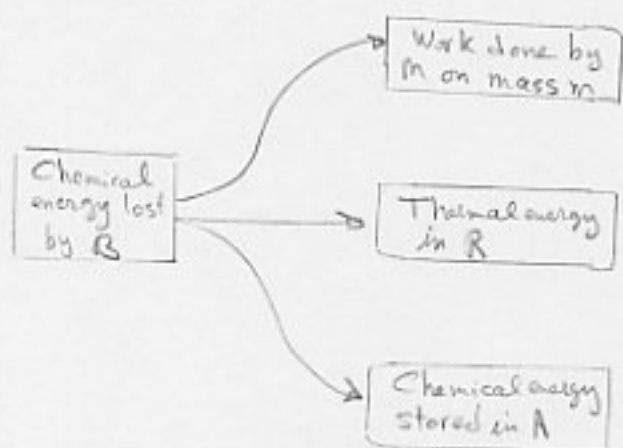 Work done by
M on mass m
Chemical
energy lost
by B
Thermal energy
in R
Chemical energy
stored in A